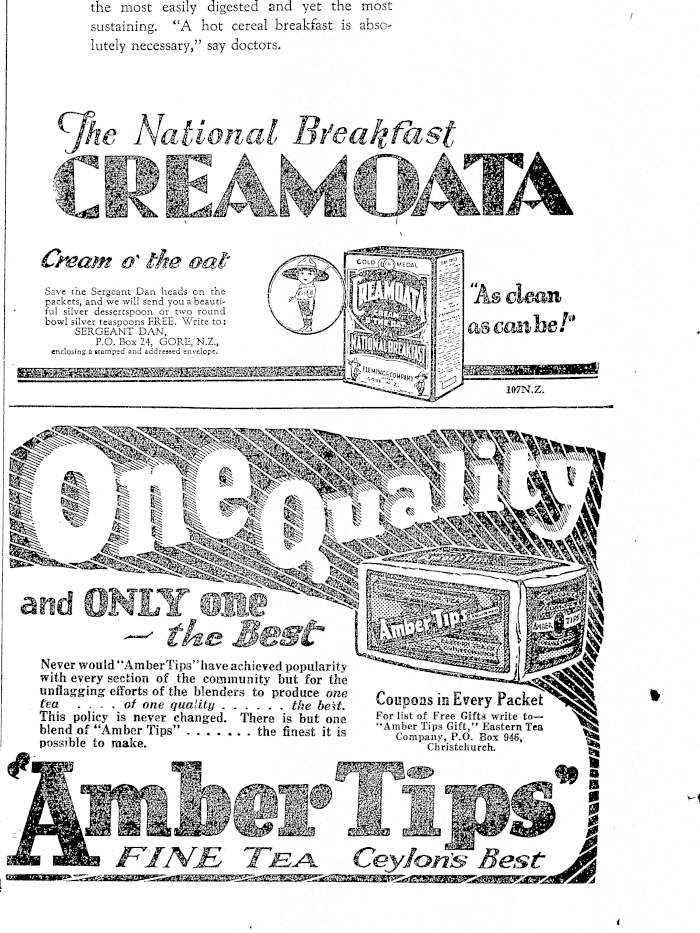 the most easily digested and yet the most
sustaining. “A hot cereal breakfast is abso-
lutely necessary,” say doctors.
The National Breakfast
CREAMOATA
Cream o' the oat
Save the Sergeant Dan heads on the
packets, and we will send you a beauti-
ful silver dessertspoon or two round
bowl silver teaspoons FREE. Write to:
SERGEANT DAN,
P.O. Box 24, GORE, N.Z.,
enclosing a stamped and addressed envelope.
GOLD MEDAL
CREAMOATA
NATIONAL BREAKFAST
FLEMING & COMPANY
GORE N.Z.
“As clean
as can be!”
107N.Z.
One Quality
and ONLY one
— the Best
Never would “Amber Tips” have achieved popularity
with every section of the community but for the
unflagging efforts of the blenders to produce one
tea . . . . of one quality . . . . . . the best.
This policy is never changed. There is but one
blend of “Amber Tips” . . . . . . . the finest it is
possible to make.
Amber Tips
AMBER TIPS
Coupons in Every Packet
For list of Free Gifts write to—
“Amber Tips Gift,” Eastern Tea
Company, P.O. Box 946,
Christchurch.
“Amber Tips”
FINE TEA Ceylon's Best